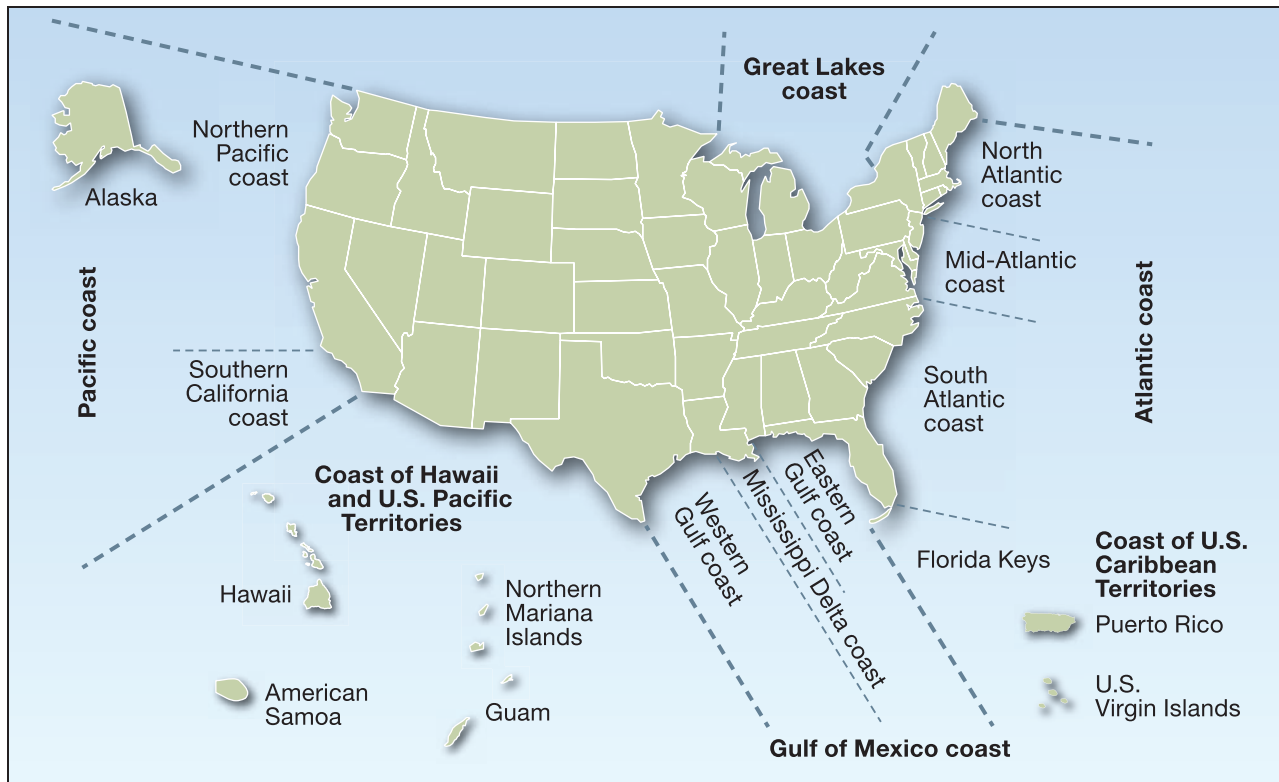 Great Lakes
coast
Northern
Pacific
coast
Alaska
North
Atlantic
coast
Mid-Atlantic
coast
Pacific coast
Atlantic coast
Southern
California
coast
South
Atlantic
coast
Coast of Hawaii
and U.S. Pacific
Territories
Western
Gulf coast
Mississippi Delta coast
Eastern
Gulf coast
Florida Keys
Coast of U.S.
Caribbean
Territories
Hawaii
Northern
Mariana
Islands
Puerto Rico
American
Samoa
Guam
U.S.
Virgin Islands
Gulf of Mexico coast